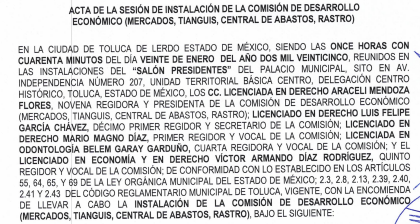 ACTA DE LA SESIÓN DE INSTALACIÓN DE LA COMISIÓN DE DESARROLLO
ECONÓMICO (MERCADOS, TIANGUIS, CENTRAL DE ABASTOS, RASTRO)
EN LA CIUDAD DE TOLUCA DE LERDO ESTADO DE MÉXICO, SIENDO LAS ONCE HORAS CON
CUARENTA MINUTOS DEL DÍA VEINTE DE ENERO DEL AÑO DOS MIL VEINTICINCO, REUNIDOS EN
LAS INSTALACIONES DEL "SALÓN PRESIDENTES" DEL PALACIO MUNICIPAL, SITO EN AV.
INDEPENDENCIA NÚMERO 207, UNIDAD TERRITORIAL BÁSICA CENTRO, DELEGACIÓN CENTRO
HISTÓRICO, TOLUCA, ESTADO DE MÉXICO, LOS CC. LICENCIADA EN DERECHO ARACELI MENDOZA
FLORES, NOVENA REGIDORA Y PRESIDENTA DE LA COMISIÓN DE DESARROLLO ECONÓMICO
(MERCADOS, TIANGUIS, CENTRAL DE ABASTOS, RASTRO); LICENCIADO EN DERECHO LUIS FELIPE
GARCÍA CHÁVEZ, DÉCIMO PRIMER REGIDOR Y SECRETARIO DE LA COMISIÓN; LICENCIADO EN
DERECHO MARIO MAGNO DÍAZ, PRIMER REGIDOR Y VOCAL DE LA COMISIÓN; LICENCIADA EN
ODONTOLOGÍA BELEM GARAY GARDUÑO, CUARTA REGIDORA Y VOCAL DE LA COMISIÓN; Y EL
LICENCIADO EN ECONOMÍA Y EN DERECHO VÍCTOR ARMANDO DÍAZ RODRÍGUEZ, QUINTO
REGIDOR Y VOCAL DE LA COMISIÓN; DE CONFORMIDAD CON LO ESTABLECIDO EN LOS ARTÍCULOS
55, 64, 65, 69 DE LA LEY ORGÁNICA MUNICIPAL DEL ESTADO DE MÉXICO; 2.3, 2.8, 2.13, 2.39, 2.40,
2.41 Y 2.43 DEL CÓDIGO REGLAMENTARIO MUNICIPAL DE TOLUCA, VIGENTE, CON LA ENCOMIENDA
DE LLEVAR A CABO LA INSTALACIÓN DE LA COMISIÓN DE DESARROLLO ECONÓMICO
(MERCADOS, TIANGUIS, CENTRAL DE ABASTOS, RASTRO), BAJO EL SIGUIENTE: